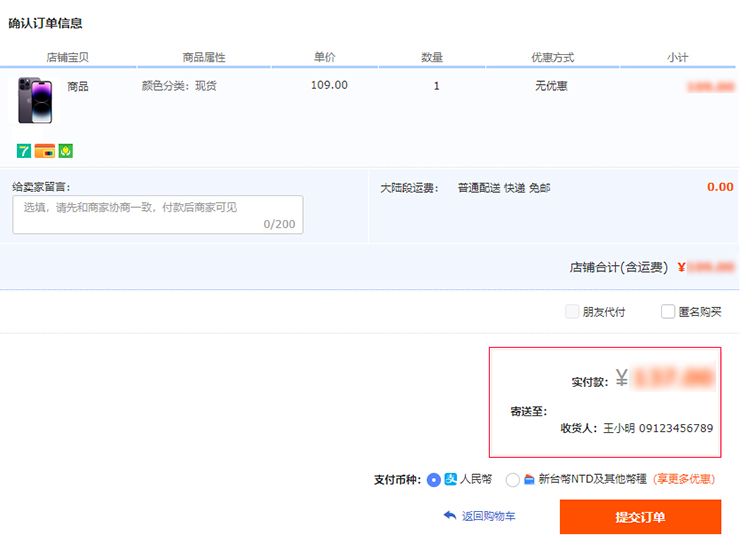 确认订单信息
店铺宝贝 商品属性 单价 数量 优惠方式 小计
商品 颜色分类：现货 109.00 1 无优惠
7
给卖家留言： 大陆段运费： 普通配送 快递 免邮 0.00
选填，请先和商家协商一致，付款后商家可见
0/200
店铺合计(含运费) ¥
朋友代付 匿名购买
实付款： ¥
寄送至：
收货人：王小明 09123456789
支付币种： 支 人民幣 新台幣NTD及其他幣種 (享更多优惠)
返回购物车 提交订单